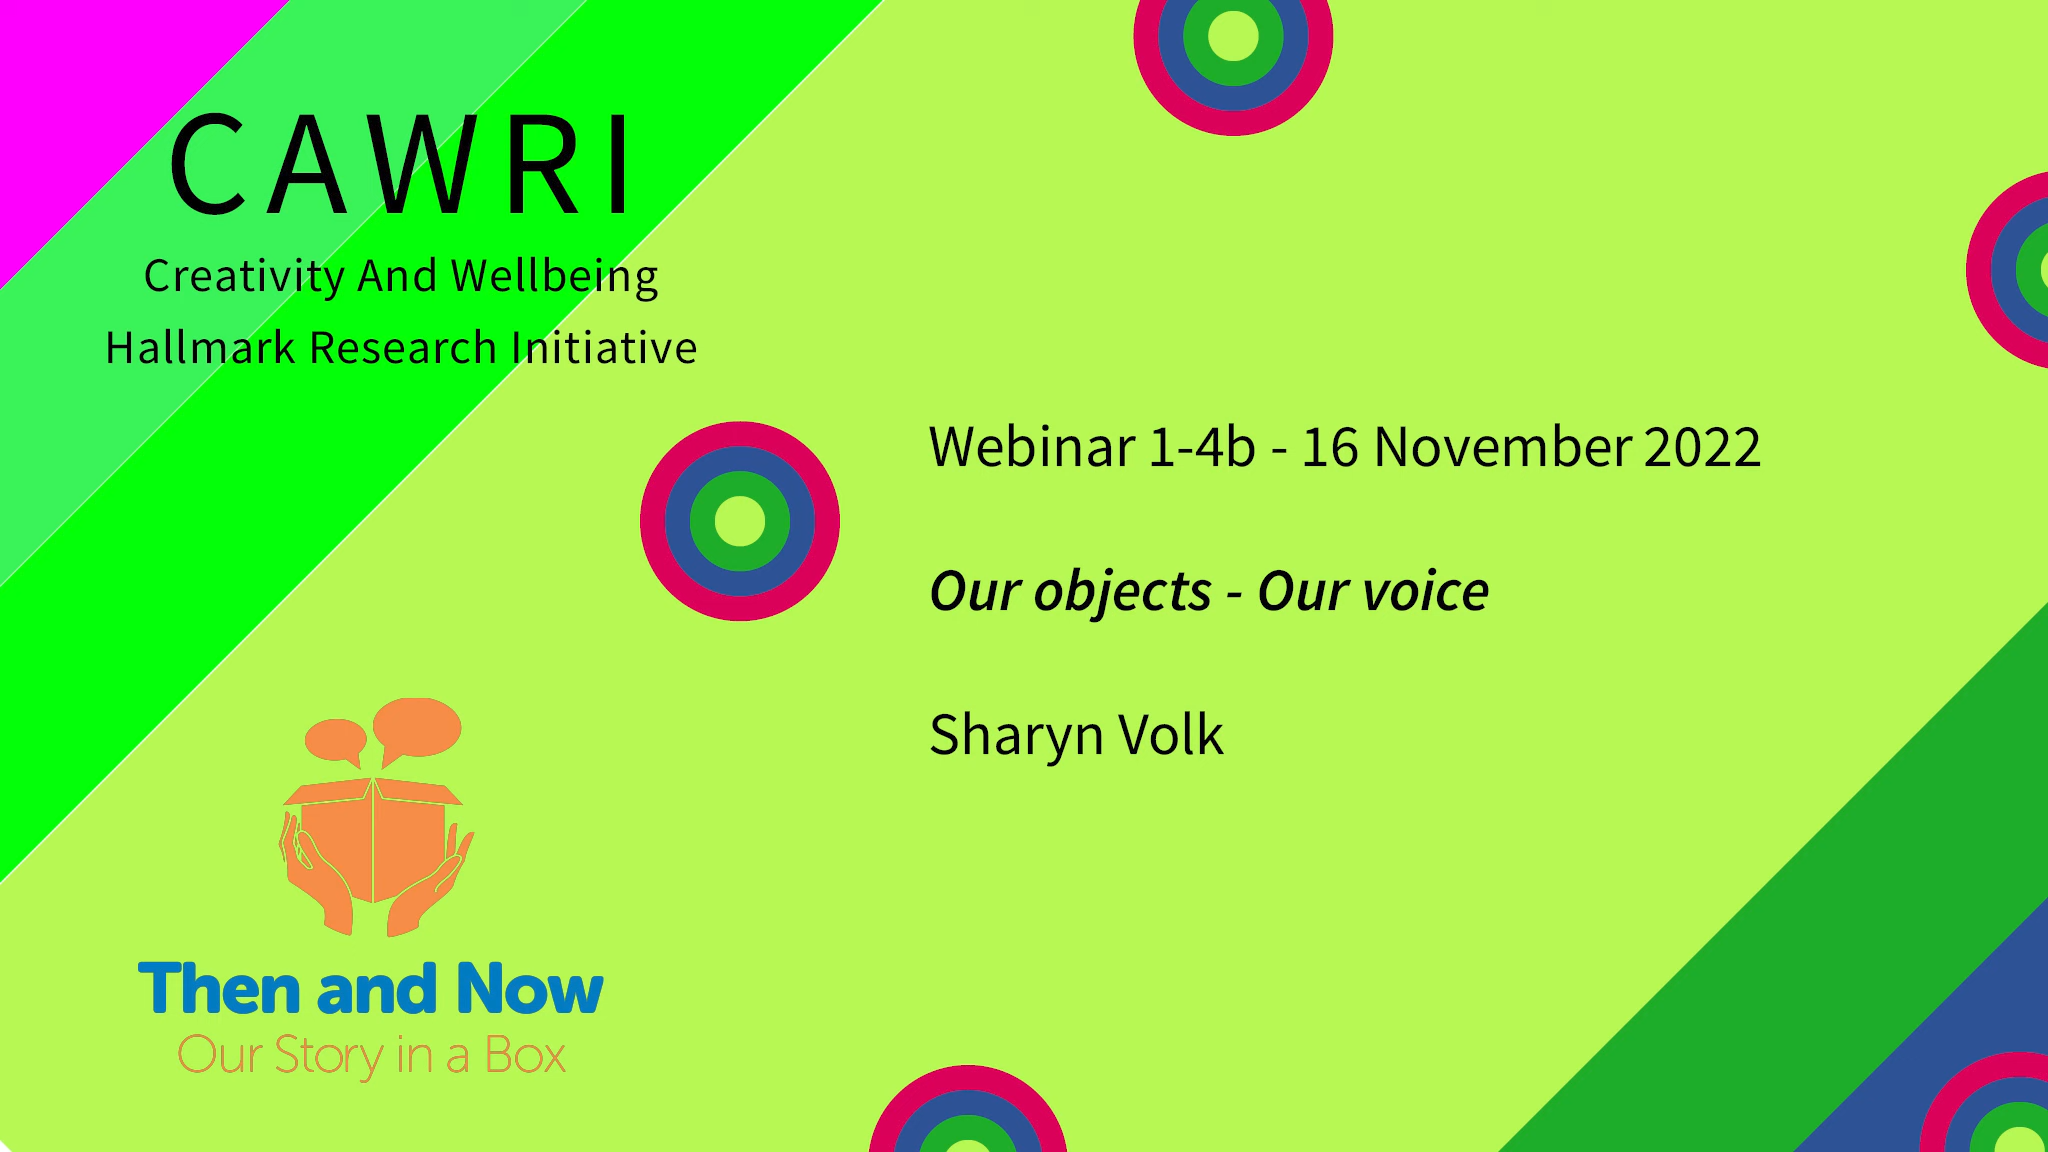 CAWRI
Creativity And Wellbeing
Hallmark Research Initiative
Webinar 1-4b - 16 November 2022
Our objects - Our voice
Sharyn Volk
Then and Now
Our Story in a Box